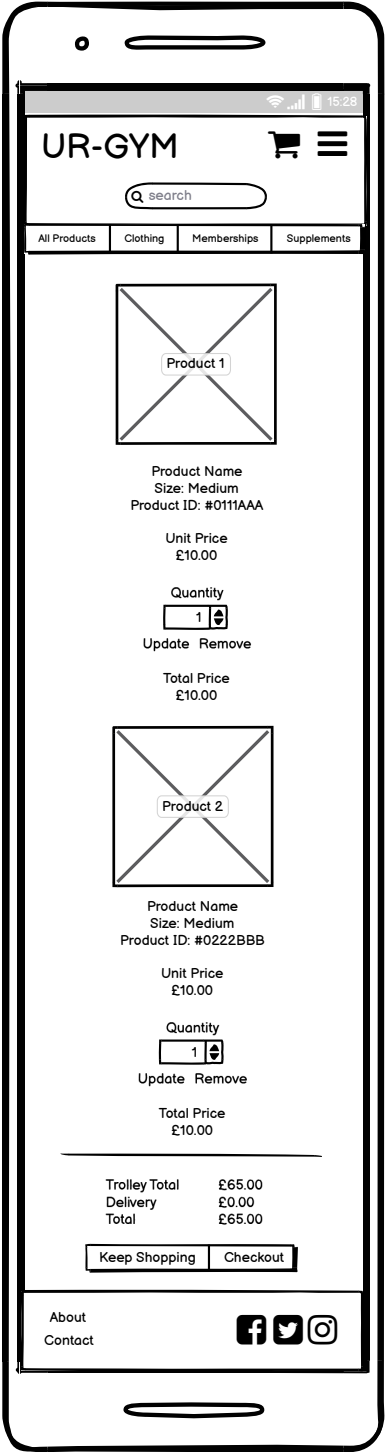 15:28
UR-GYM
search
All Products Clothing Memberships Supplements
Product 1
Product Name
Size: Medium
Product ID: #0111AAA
Unit Price
£10.00
Quantity
1
Update Remove
Total Price
£10.00
Product 2
Product Name
Size: Medium
Product ID: #0222BBB
Unit Price
£10.00
Quantity
1
Update Remove
Total Price
£10.00
Trolley Total £65.00
Delivery £0.00
Total £65.00
Keep Shopping Checkout
About
Contact